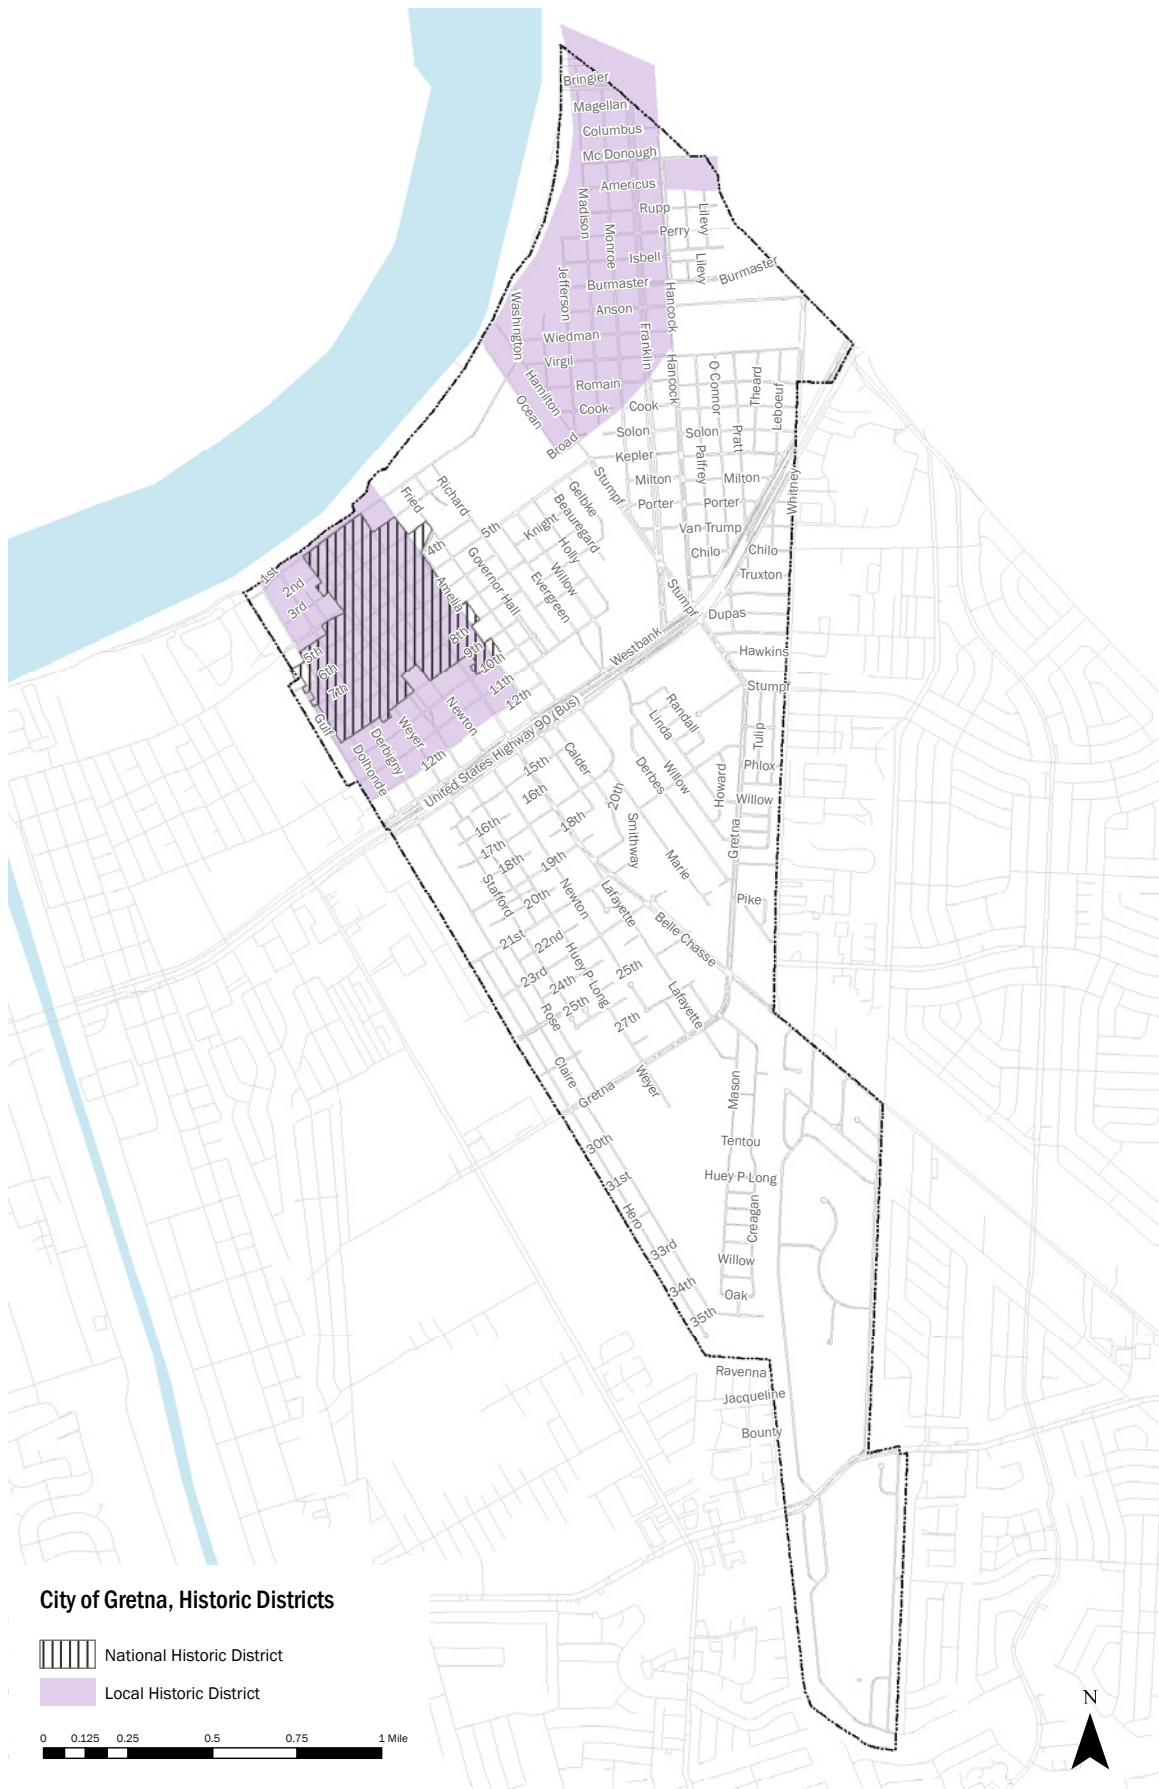 Bringier
Magellan
Columbus
Mc Donough
Americus
Madison
Rupp
Lilevy
Monroe
Perry
Isbell
Lilevy
Burmaster
Jefferson
Burmaster
Hancock
Washington
Anson
Wiedman
Franklin
Virgil
Hancock
O Connor
Theard
Hamilton
Romain
Leboeuf
Ocean
Cook
Cook
Broad
Solon
Solon
Pratt
Kepler
Palfrey
Stumpf
Milton
Milton
Whitney
Fried
Richard
Gelbke
Porter
Porter
Beauregard
Knight
5th
Van Trump
4th
Holly
Chilo
Chilo
Governor Hall
Willow
Truxton
1st
2nd
Evergreen
Amelia
Stumpf
3rd
Dupas
8th
Westbank
9th
Hawkins
5th
10th
6th
11th
Stumpf
7th
12th
Newton
Randall
Gulf
Linda
Weyer
United States Highway 90 (Bus)
Tulip
Derbigny
12th
Calder
Dolhonde
15th
Derbes
Willow
Phlox
Howard
16th
20th
Willow
16th
18th
Smithway
Gretna
17th
18th
19th
Marie
Stafford
20th
Newton
Lafayette
Pike
21st
22nd
Belle Chasse
23rd
Huey P Long
25th
24th
25th
Lafayette
Rose
27th
Claire
Weyer
Gretna
Mason
30th
Tentou
31st
Huey P Long
Hero
Creagan
33rd
Willow
34th
Oak
35th
Ravenna
Jacqueline
Bounty
City of Gretna, Historic Districts
National Historic District
Local Historic District
0 0.125 0.25 0.5 0.75 1 Mile
N